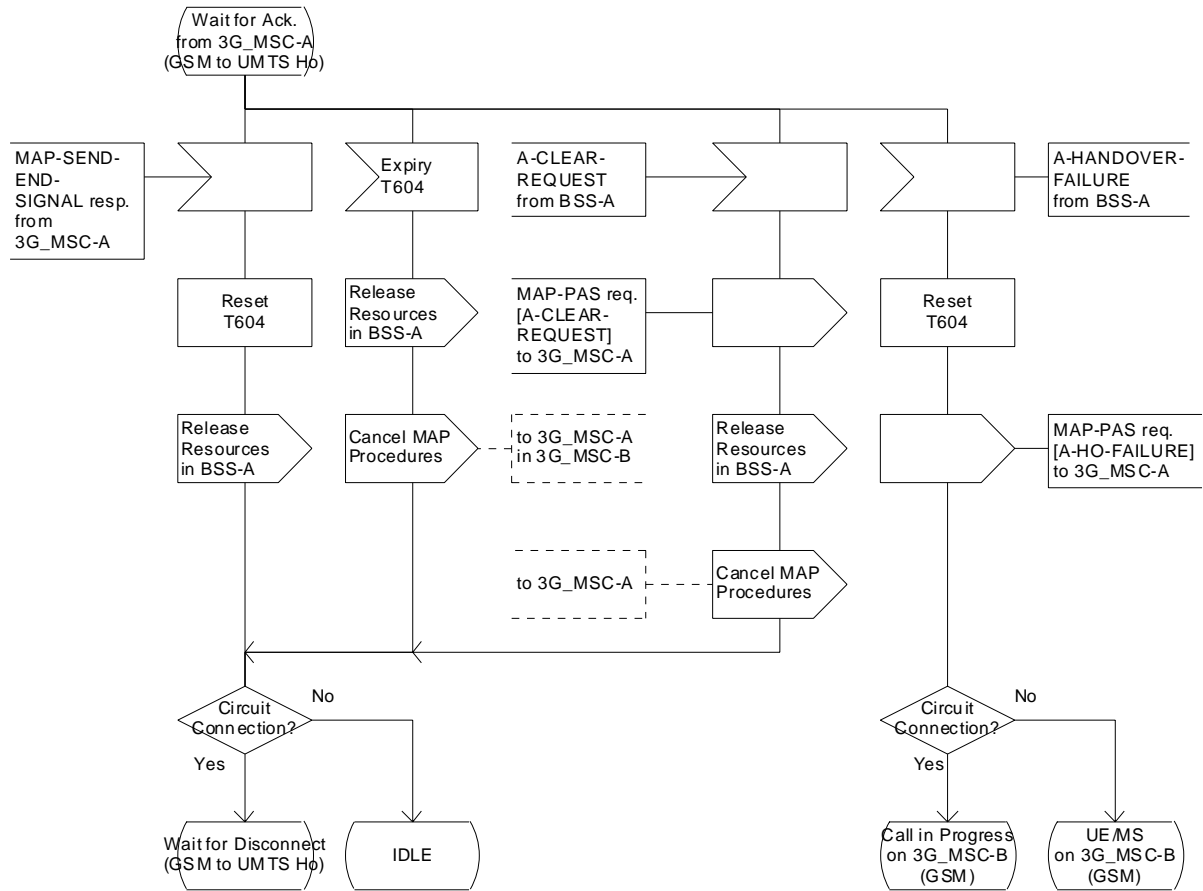 Wait for Ack.
from 3G_MSC-A
(GSM to UMTS Ho)
MAP-SEND-
END-
SIGNAL resp.
from
3G_MSC-A
Expiry
T604
A-CLEAR-
REQUEST
from BSS-A
A-HANDOVER-
FAILURE
from BSS-A
Reset
T604
Release
Resources
in BSS-A
MAP-PAS req.
[A-CLEAR-
REQUEST]
to 3G_MSC-A
Reset
T604
Release
Resources
in BSS-A
Cancel MAP
Procedures
to 3G_MSC-A
in 3G_MSC-B
Release
Resources
in BSS-A
MAP-PAS req.
[A-HO-FAILURE]
to 3G_MSC-A
to 3G_MSC-A
Cancel MAP
Procedures
Circuit
Connection?
No
Yes
Circuit
Connection?
No
Yes
Wait for Disconnect
(GSM to UMTS Ho)
IDLE
Call in Progress
on 3G_MSC-B
(GSM)
UE/MS
on 3G_MSC-B
(GSM)